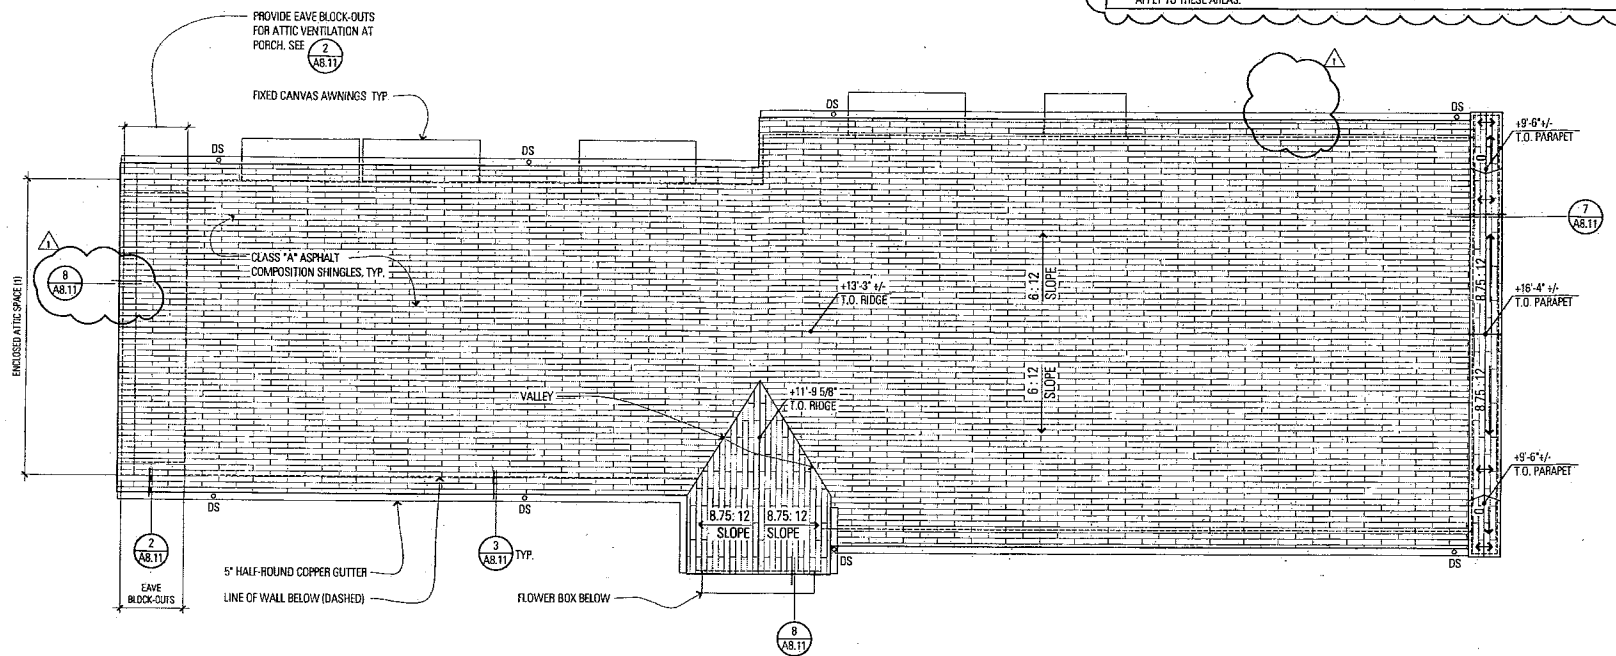 APPLY TO THESE AREAS.
PROVIDE EAVE BLOCK-OUTS
FOR ATTIC VENTILATION AT
PORCH. SEE
2
A8.11
FIXED CANVAS AWNINGS TYP.
DS
DS
DS
DS
1
+9'-6" +/-
T.O. PARAPET
7
A8.11
1
8
A8.11
ENCLOSED ATTIC SPACE (1)
CLASS "A" ASPHALT
COMPOSITION SHINGLES, TYP.
+13'-3" +/-
T.O. RIDGE
6 : 12
SLOPE
6 : 12
SLOPE
8.75 : 12
8.75 : 12
+16'-4" +/-
T.O. PARAPET
VALLEY
+11'-9 5/8"
T.O. RIDGE
+9'-6" +/-
T.O. PARAPET
8.75: 12
SLOPE
8.75: 12
SLOPE
DS
DS
DS
DS
2
A8.11
3
A8.11
TYP.
EAVE
BLOCK-OUTS
5" HALF-ROUND COPPER GUTTER
LINE OF WALL BELOW (DASHED)
FLOWER BOX BELOW
8
A8.11